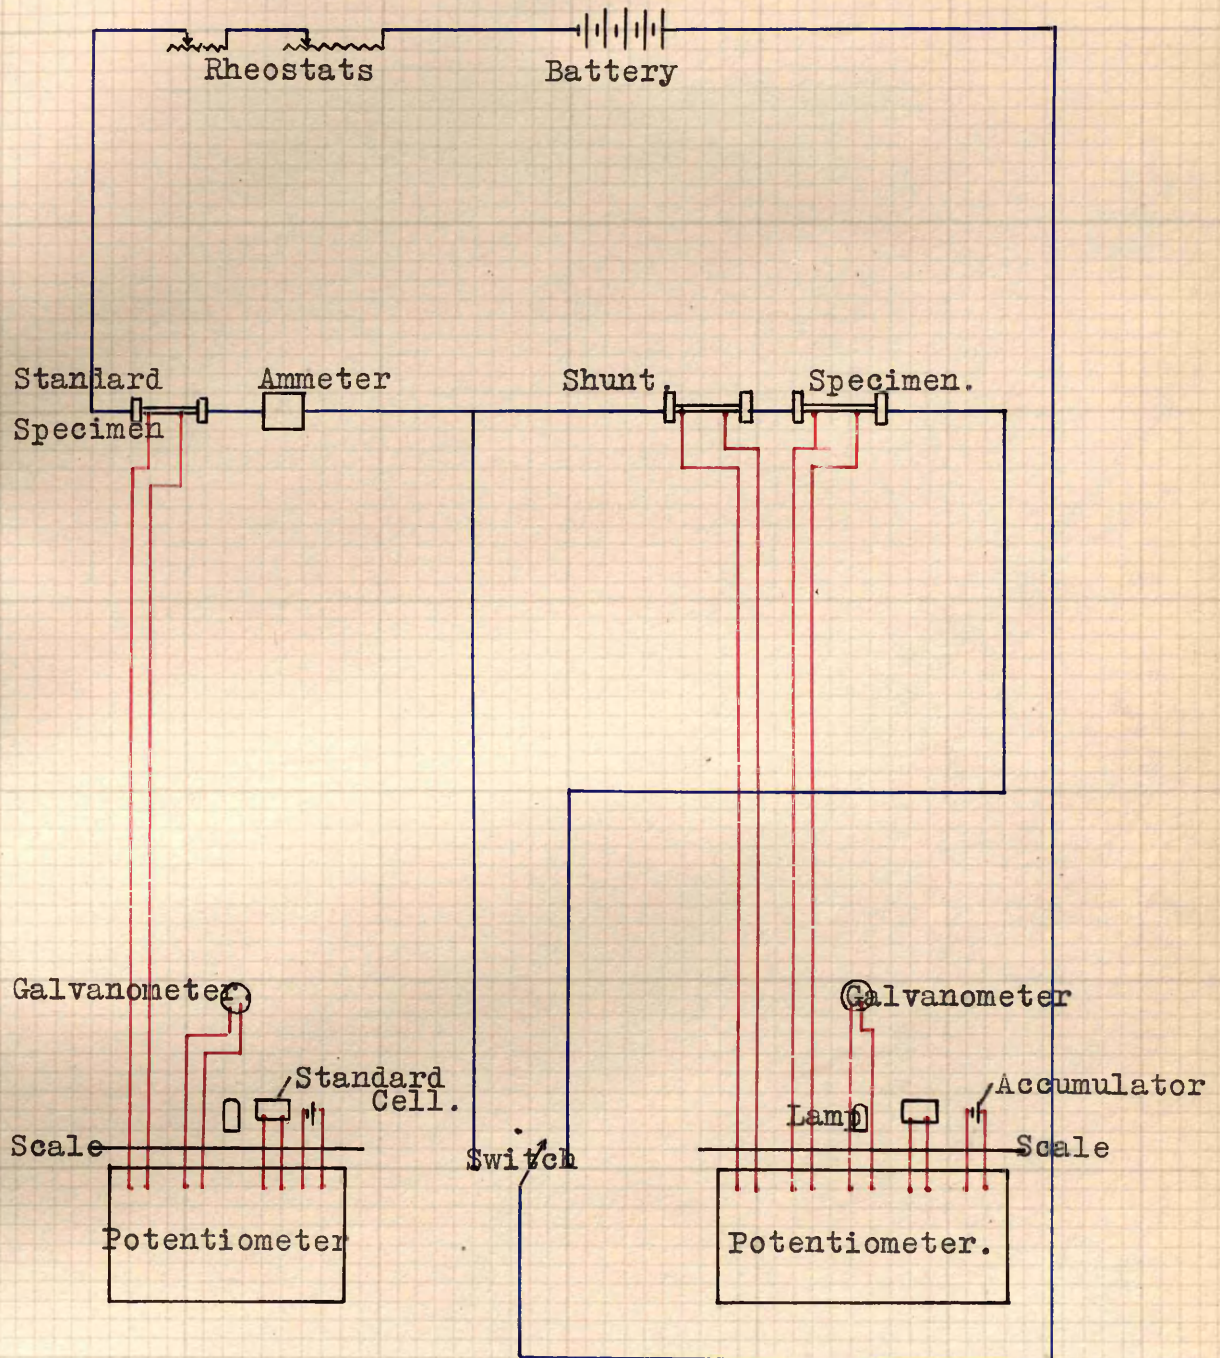 Rheostats
Battery
Standard
Specimen
Ammeter
Shunt.
Specimen.
Galvanometer.
Galvanometer
Standard
Cell.
Accumulator
Lamp
Scale
Switch
Scale
Potentiometer
Potentiometer.